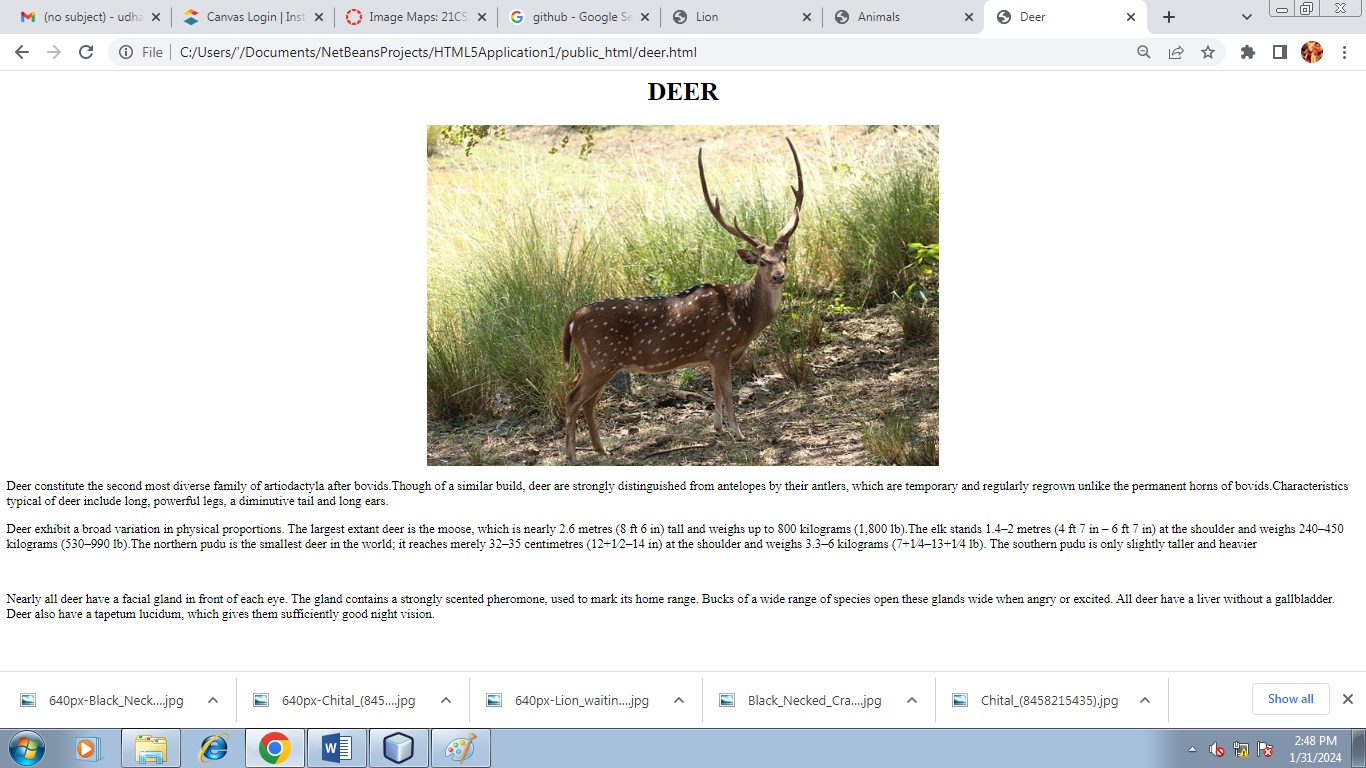 (no subject) - udha
Canvas Login | Inst
Image Maps: 21CS
github - Google Se
Lion
Animals
Deer
File
C:/Users/'/Documents/NetBeansProjects/HTML5Application1/public_html/deer.html
DEER
Deer constitute the second most diverse family of artiodactyla after bovids.Though of a similar build, deer are strongly distinguished from antelopes by their antlers, which are temporary and regularly regrown unlike the permanent horns of bovids.Characteristics
typical of deer include long, powerful legs, a diminutive tail and long ears.
Deer exhibit a broad variation in physical proportions. The largest extant deer is the moose, which is nearly 2.6 metres (8 ft 6 in) tall and weighs up to 800 kilograms (1,800 lb).The elk stands 1.4–2 metres (4 ft 7 in – 6 ft 7 in) at the shoulder and weighs 240–450
kilograms (530–990 lb).The northern pudu is the smallest deer in the world; it reaches merely 32–35 centimetres (12+1⁄2–14 in) at the shoulder and weighs 3.3–6 kilograms (7+1⁄4–13+1⁄4 lb). The southern pudu is only slightly taller and heavier
Nearly all deer have a facial gland in front of each eye. The gland contains a strongly scented pheromone, used to mark its home range. Bucks of a wide range of species open these glands wide when angry or excited. All deer have a liver without a gallbladder.
Deer also have a tapetum lucidum, which gives them sufficiently good night vision.
640px-Black_Neck....jpg
640px-Chital_(845....jpg
640px-Lion_waitin....jpg
Black_Necked_Cra....jpg
Chital_(8458215435).jpg
Show all
2:48 PM
1/31/2024